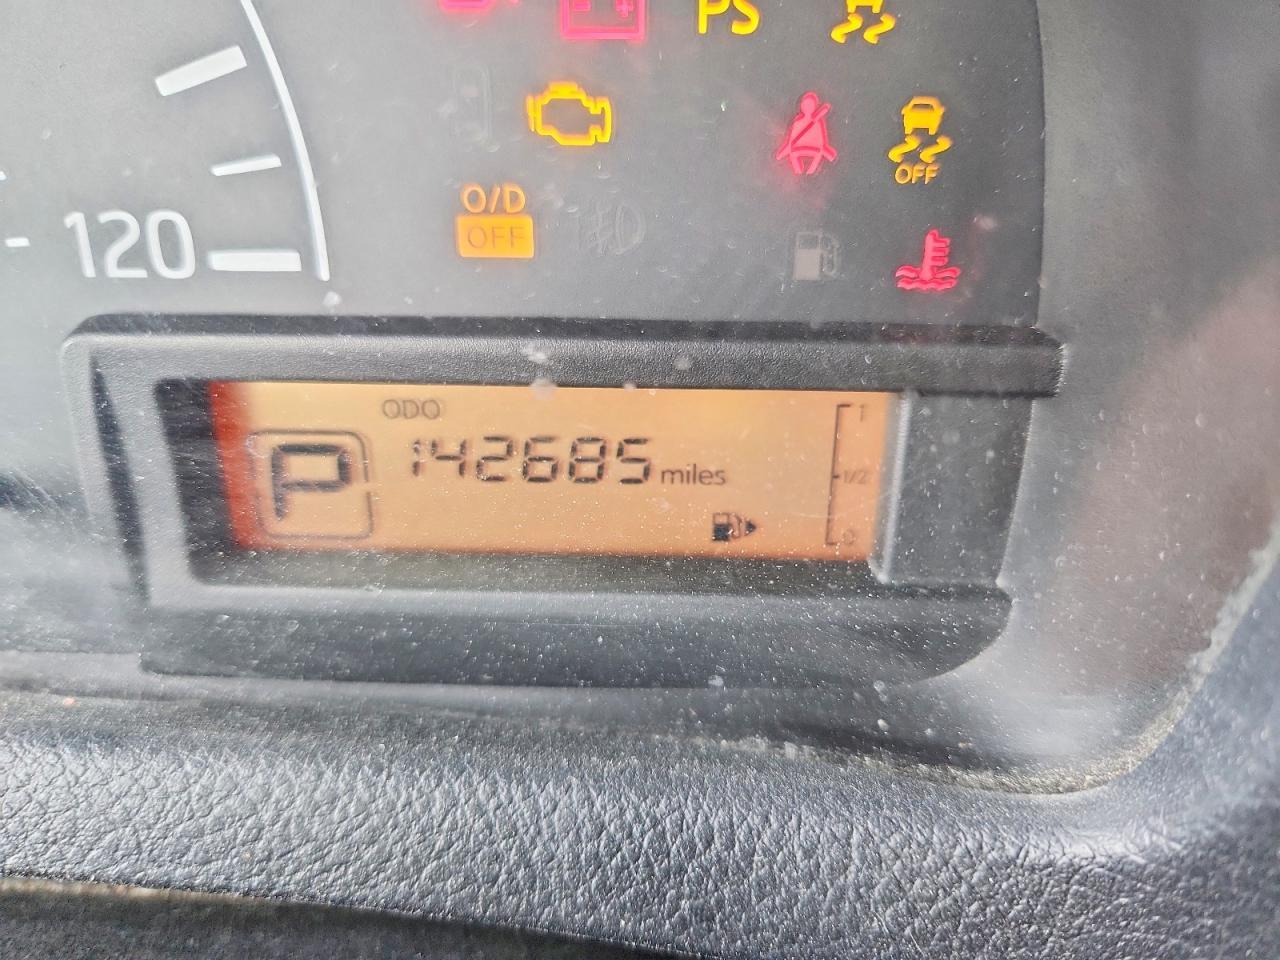 - +
PS
OFF
O/D
OFF
120
ODO
1
P
142685 miles
1/2
0